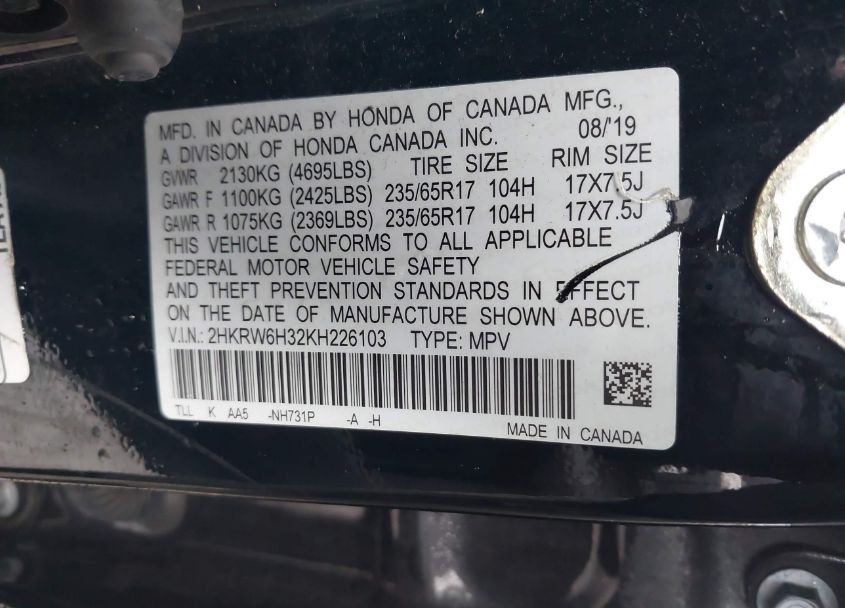 MFD. IN CANADA BY HONDA OF CANADA MFG.,
A DIVISION OF HONDA CANADA INC. 08/'19
GVWR 2130KG (4695LBS) TIRE SIZE RIM SIZE
GAWR F 1100KG (2425LBS) 235/65R17 104H 17X7.5J
GAWR R 1075KG (2369LBS) 235/65R17 104H 17X7.5J
THIS VEHICLE CONFORMS TO ALL APPLICABLE
FEDERAL MOTOR VEHICLE SAFETY
AND THEFT PREVENTION STANDARDS IN EFFECT
ON THE DATE OF MANUFACTURE SHOWN ABOVE.
V.I.N.: 2HKRW6H32KH226103 TYPE: MPV
TLL K AA5 -NH731P -A -H
MADE IN CANADA